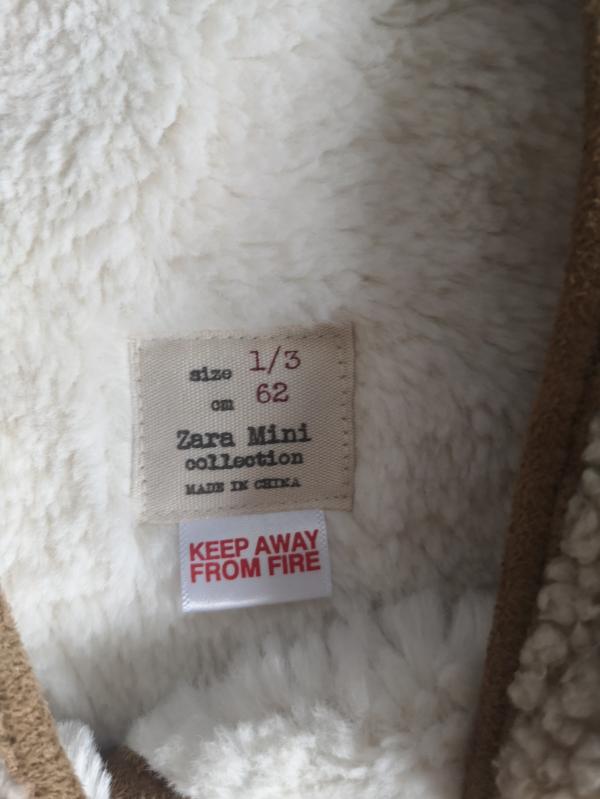 size 1/3
cm 62
Zara Mini
collection
MADE IN CHINA
KEEP AWAY
FROM FIRE